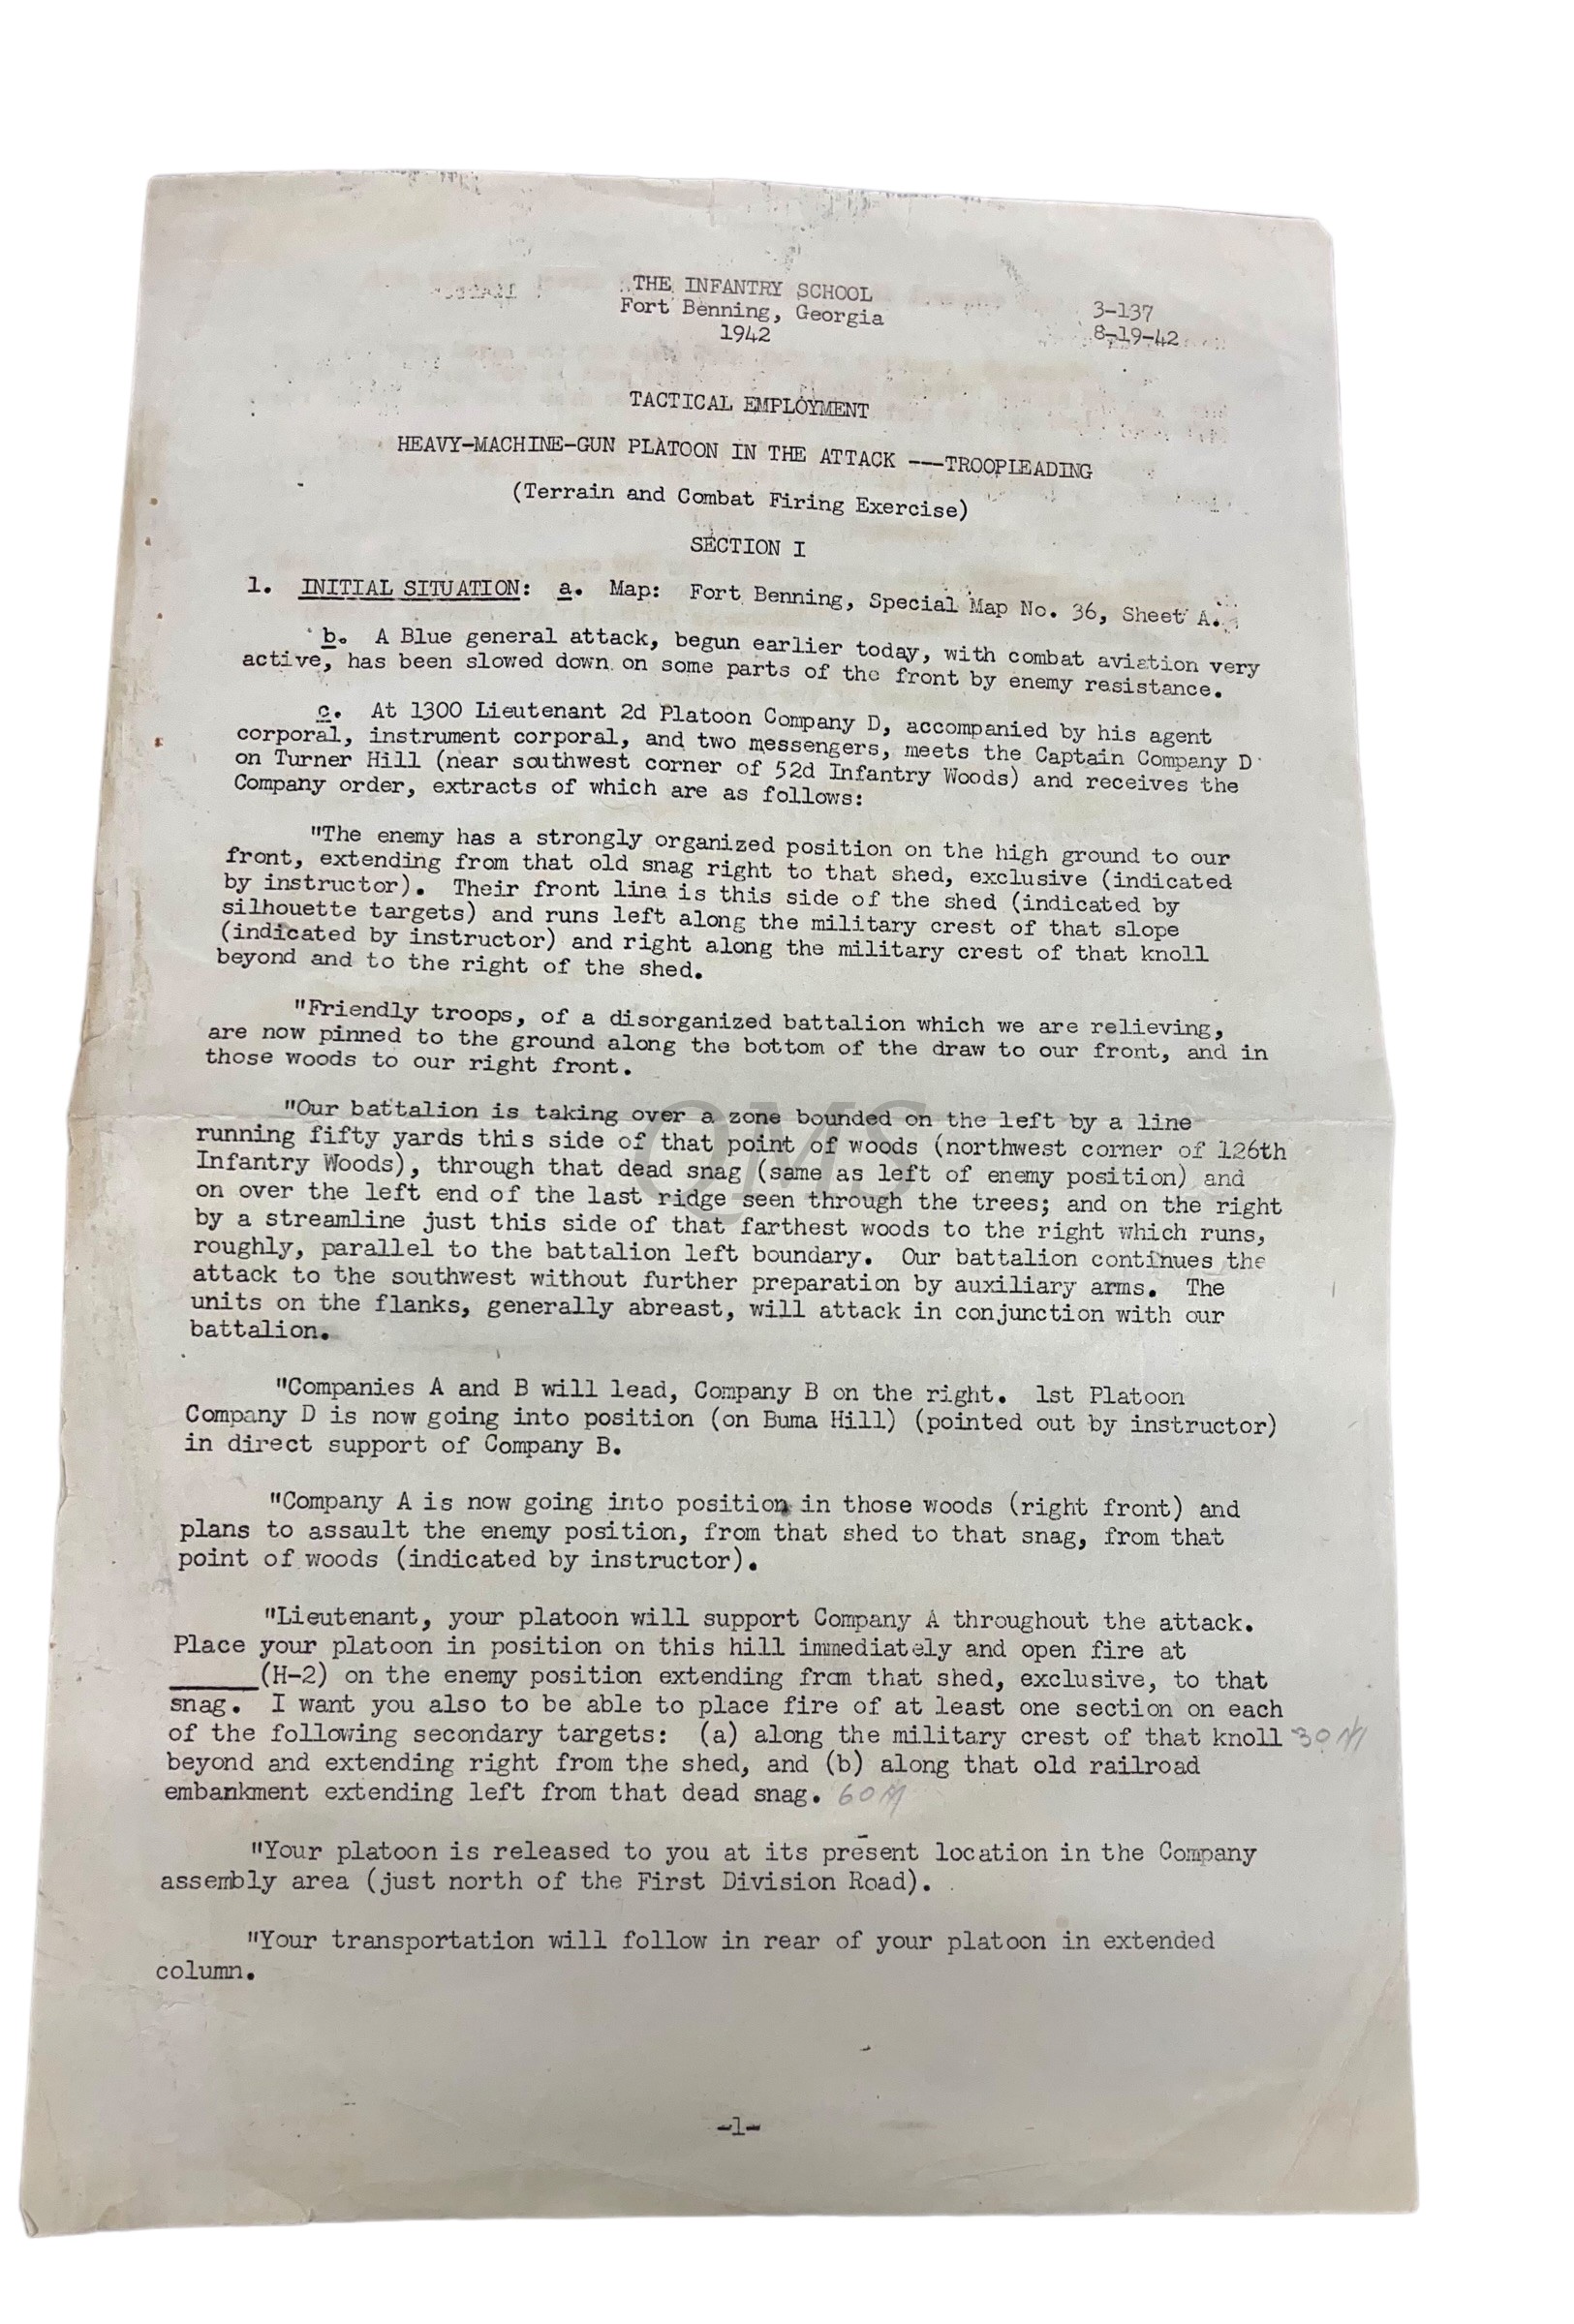 THE INFANTRY SCHOOL
Fort Benning, Georgia
1942
3-137
8-19-42
TACTICAL EMPLOYMENT
HEAVY-MACHINE-GUN PLATOON IN THE ATTACK ---TROOPLEADING
(Terrain and Combat Firing Exercise)
SECTION I
1. INITIAL SITUATION: a. Map: Fort Benning, Special Map No. 36, Sheet A.
b. A Blue general attack, begun earlier today, with combat aviation very
active, has been slowed down on some parts of the front by enemy resistance.
c. At 1300 Lieutenant 2d Platoon Company D, accompanied by his agent
corporal, instrument corporal, and two messengers, meets the Captain Company D
on Turner Hill (near southwest corner of 52d Infantry Woods) and receives the
Company order, extracts of which are as follows:
"The enemy has a strongly organized position on the high ground to our
front, extending from that old snag right to that shed, exclusive (indicated
by instructor). Their front line is this side of the shed (indicated by
silhouette targets) and runs left along the military crest of that slope
(indicated by instructor) and right along the military crest of that knoll
beyond and to the right of the shed.
"Friendly troops, of a disorganized battalion which we are relieving,
are now pinned to the ground along the bottom of the draw to our front, and in
those woods to our right front.
"Our battalion is taking over a zone bounded on the left by a line
running fifty yards this side of that point of woods (northwest corner of 126th
Infantry Woods), through that dead snag (same as left of enemy position) and
on over the left end of the last ridge seen through the trees; and on the right
by a streamline just this side of that farthest woods to the right which runs,
roughly, parallel to the battalion left boundary. Our battalion continues the
attack to the southwest without further preparation by auxiliary arms. The
units on the flanks, generally abreast, will attack in conjunction with our
battalion.
"Companies A and B will lead, Company B on the right. 1st Platoon
Company D is now going into position (on Buma Hill) (pointed out by instructor)
in direct support of Company B.
"Company A is now going into position in those woods (right front) and
plans to assault the enemy position, from that shed to that snag, from that
point of woods (indicated by instructor).
"Lieutenant, your platoon will support Company A throughout the attack.
Place your platoon in position on this hill immediately and open fire at
______(H-2) on the enemy position extending from that shed, exclusive, to that
snag. I want you also to be able to place fire of at least one section on each
of the following secondary targets: (a) along the military crest of that knoll 30 M
beyond and extending right from the shed, and (b) along that old railroad
embankment extending left from that dead snag. 60 M
"Your platoon is released to you at its present location in the Company
assembly area (just north of the First Division Road).
"Your transportation will follow in rear of your platoon in extended
column.
-1-
QMS